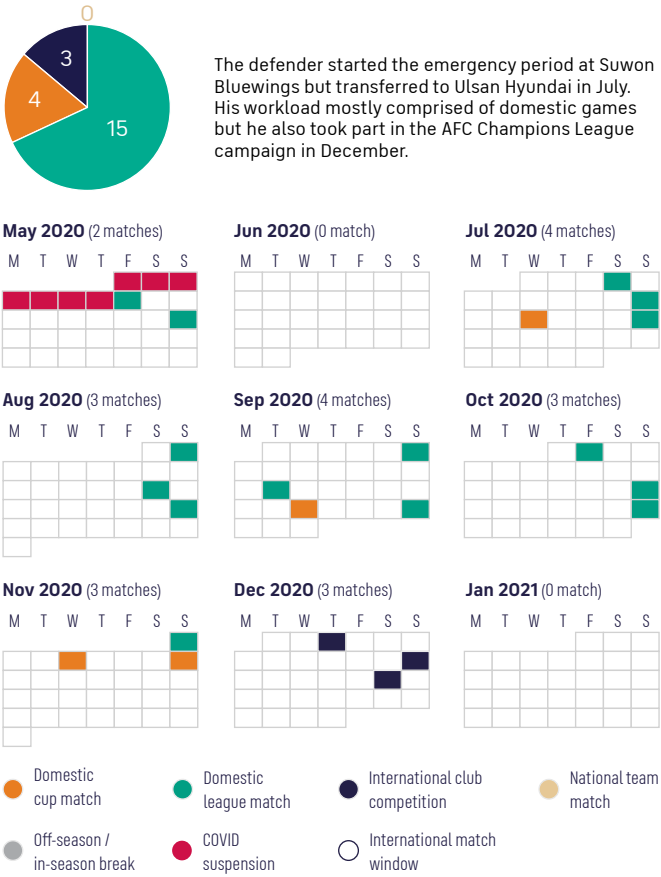 0
3
4
15
The defender started the emergency period at Suwon
Bluewings but transferred to Ulsan Hyundai in July.
His workload mostly comprised of domestic games
but he also took part in the AFC Champions League
campaign in December.
May 2020 (2 matches)
M T W T F S S
Jun 2020 (0 match)
M T W T F S S
Jul 2020 (4 matches)
M T W T F S S
Aug 2020 (3 matches)
M T W T F S S
Sep 2020 (4 matches)
M T W T F S S
Oct 2020 (3 matches)
M T W T F S S
Nov 2020 (3 matches)
M T W T F S S
Dec 2020 (3 matches)
M T W T F S S
Jan 2021 (0 match)
M T W T F S S
Domestic
cup match
Domestic
league match
International club
competition
National team
match
Off-season /
in-season break
COVID
suspension
International match
window